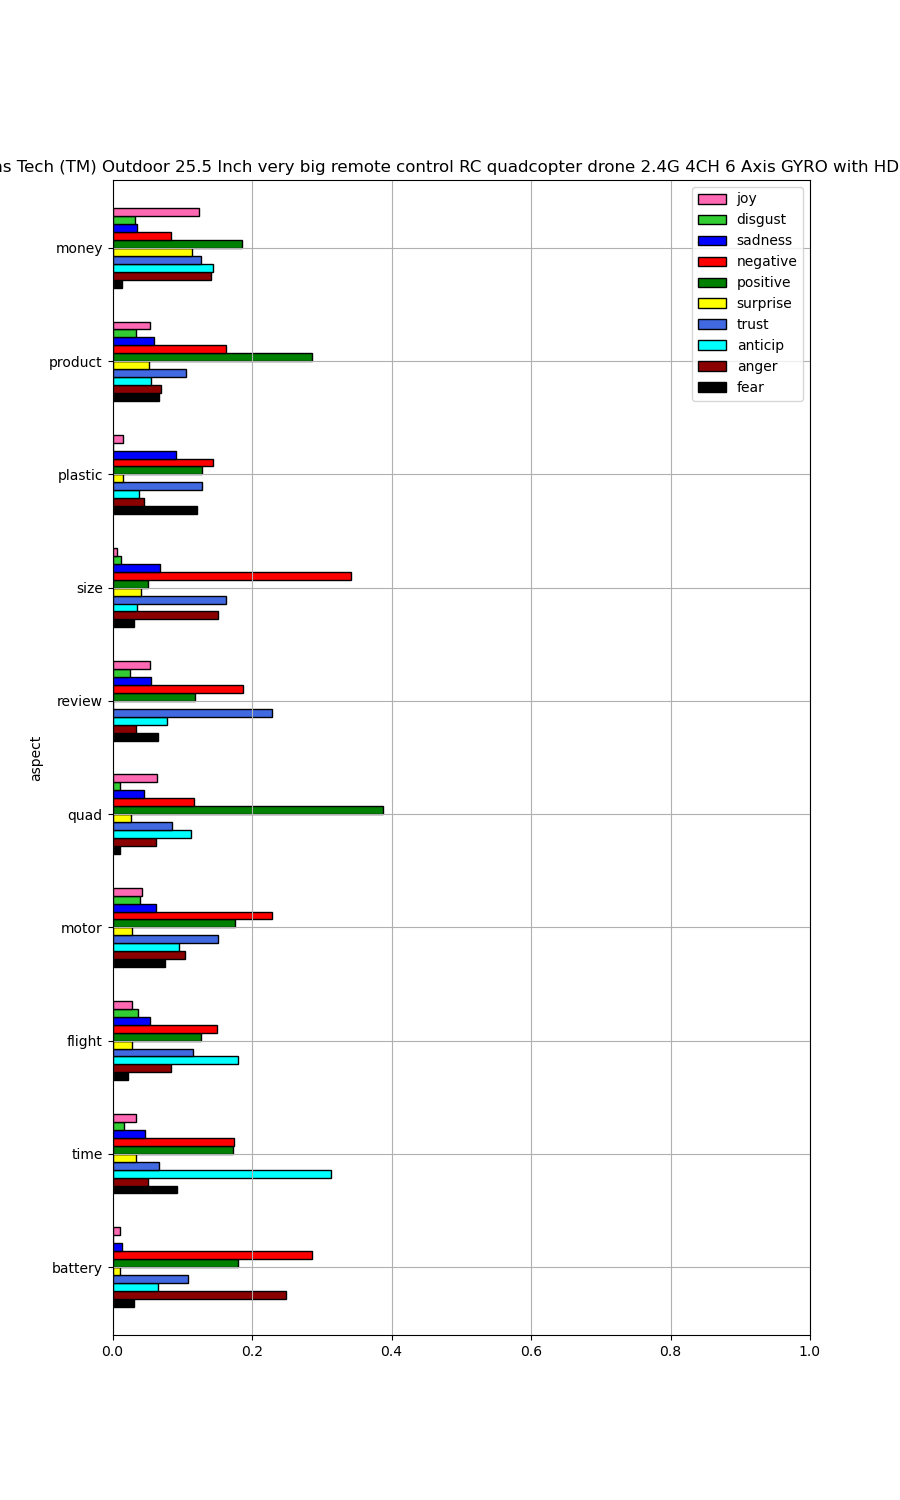 Tech (TM) Outdoor 25.5 Inch very big remote control RC quadcopter drone 2.4G 4CH 6 Axis GYRO with HD
joy
disgust
sadness
negative
positive
surprise
trust
anticip
anger
fear
money
product
plastic
size
review
quad
motor
flight
time
battery
aspect
0.0 0.2 0.4 0.6 0.8 1.0